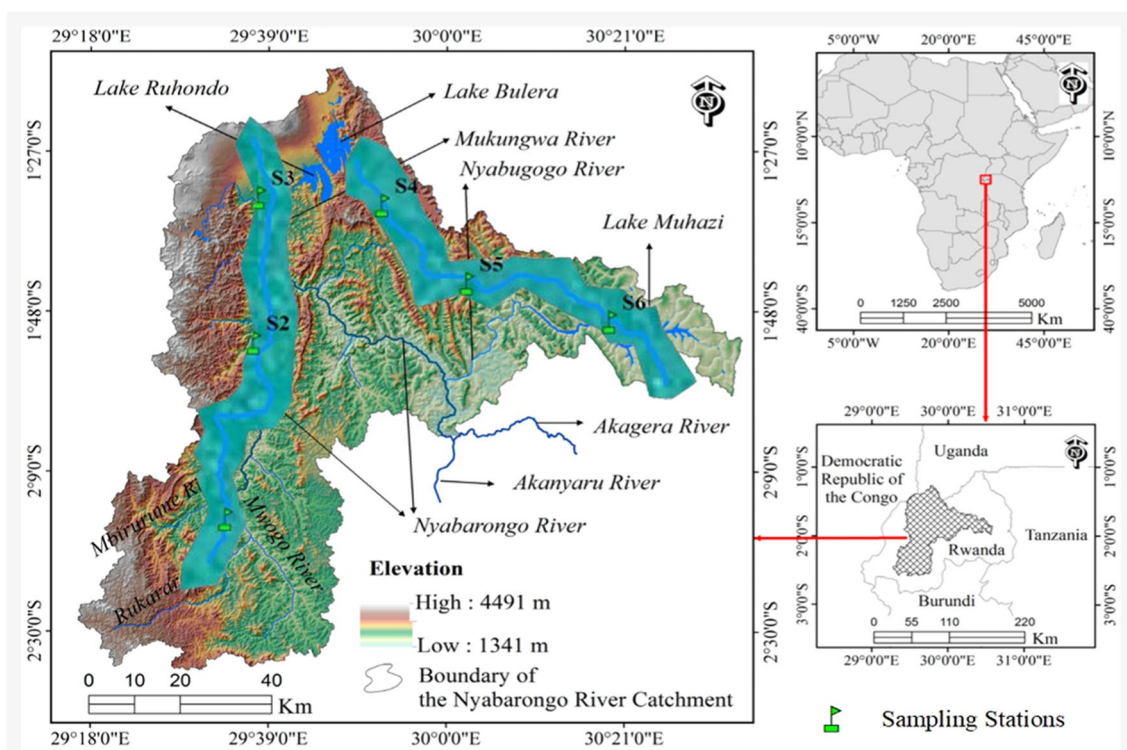 29°18'0"E
29°39'0"E
30°0'0"E
30°21'0"E
1°27'0"S
1°48'0"S
2°9'0"S
2°30'0"S
Lake Ruhondo
Lake Bulera
Mukungwa River
Nyabugogo River
Lake Muhazi
N
S3
S4
S5
S6
S2
Akagera River
Akanyaru River
Nyabarongo River
Mbirurume Ri
Mwogo River
Rukarar
Elevation
High : 4491 m
Low : 1341 m
Boundary of
the Nyabarongo River Catchment
0 10 20 40
Km
1°27'0"S
1°48'0"S
2°9'0"S
2°30'0"S
29°18'0"E
29°39'0"E
30°0'0"E
30°21'0"E
5°0'0"W
20°0'0"E
45°0'0"E
10°0'0"N
15°0'0"S
40°0'0"S
N
0 1250 2500 5000
Km
10°0'0"N
15°0'0"S
40°0'0"S
5°0'0"W
20°0'0"E
45°0'0"E
29°0'0"E
30°0'0"E
31°0'0"E
1°0'0"S
2°0'0"S
3°0'0"S
N
Uganda
Democratic
Republic of
the Congo
Tanzania
Rwanda
Burundi
0 55 110 220
Km
1°0'0"S
2°0'0"S
3°0'0"S
29°0'0"E
30°0'0"E
31°0'0"E
Sampling Stations